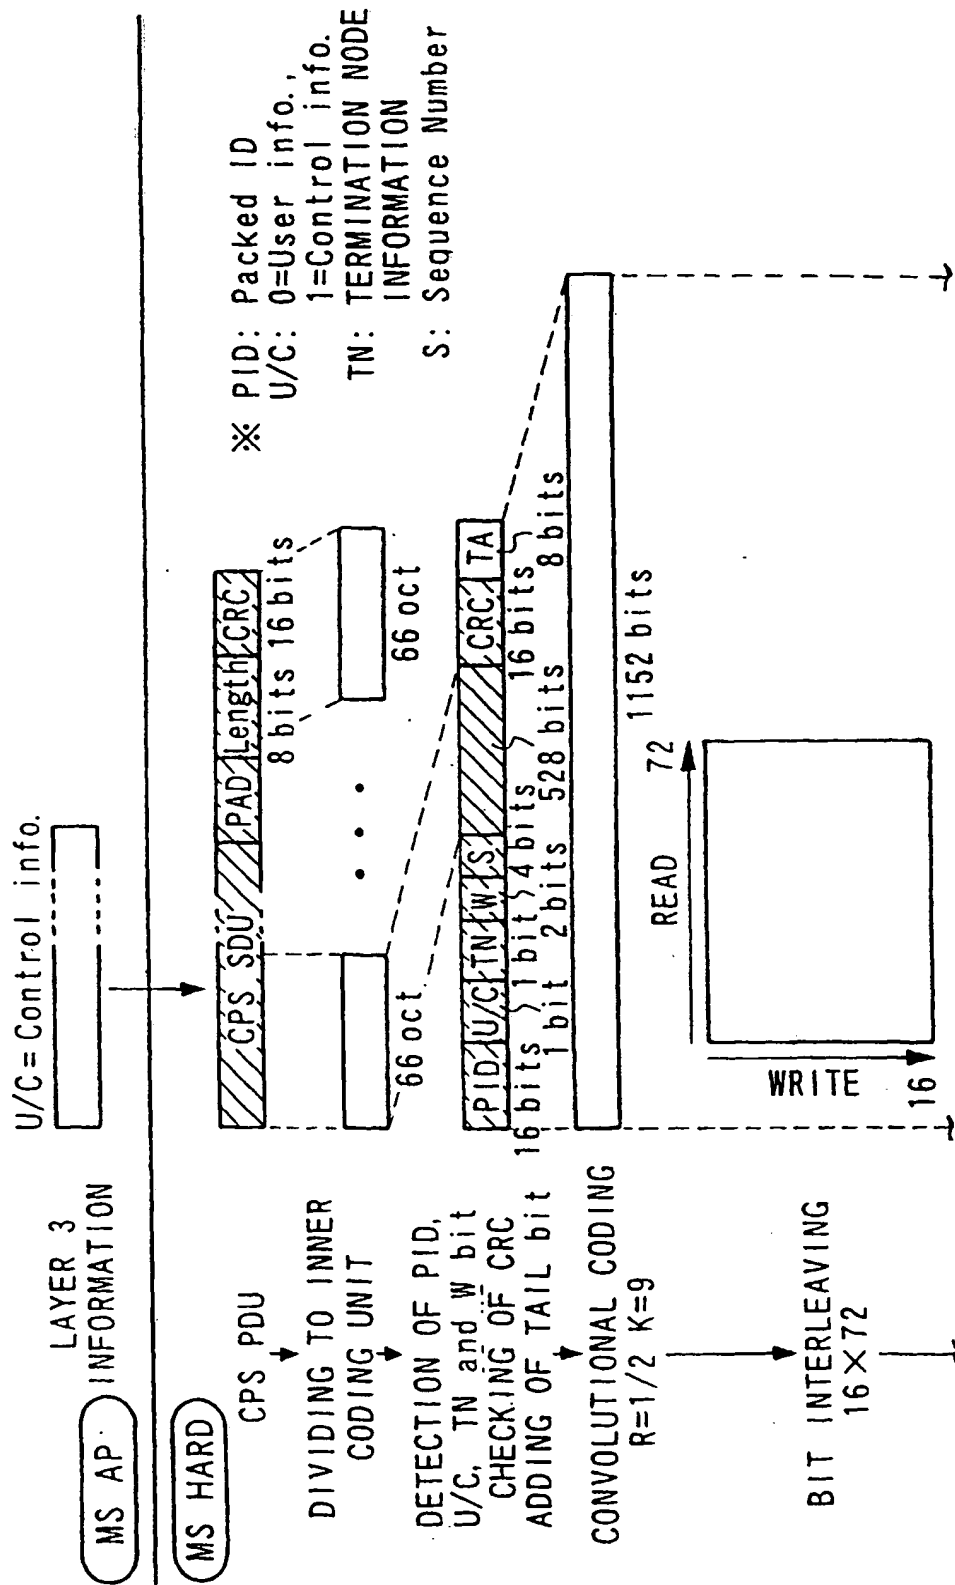 MS AP
LAYER 3
INFORMATION
U/C=Control info.
MS HARD
CPS PDU
CPS SDU PAD Length CRC
8 bits 16 bits
※ PID: Packed ID
U/C: 0=User info.,
1=Control info.
TN: TERMINATION NODE
INFORMATION
S: Sequence Number
DIVIDING TO INNER
CODING UNIT
66 oct
66 oct
DETECTION OF PID,
U/C, TN and W bit
CHECKING OF CRC
ADDING OF TAIL bit
PID U/C TN W S CRC TA
16 bits 1 bit 4 bits 16 bits
1 bit 2 bits 528 bits 8 bits
CONVOLUTIONAL CODING
R=1/2 K=9
1152 bits
BIT INTERLEAVING
16×72
READ 72
WRITE
16